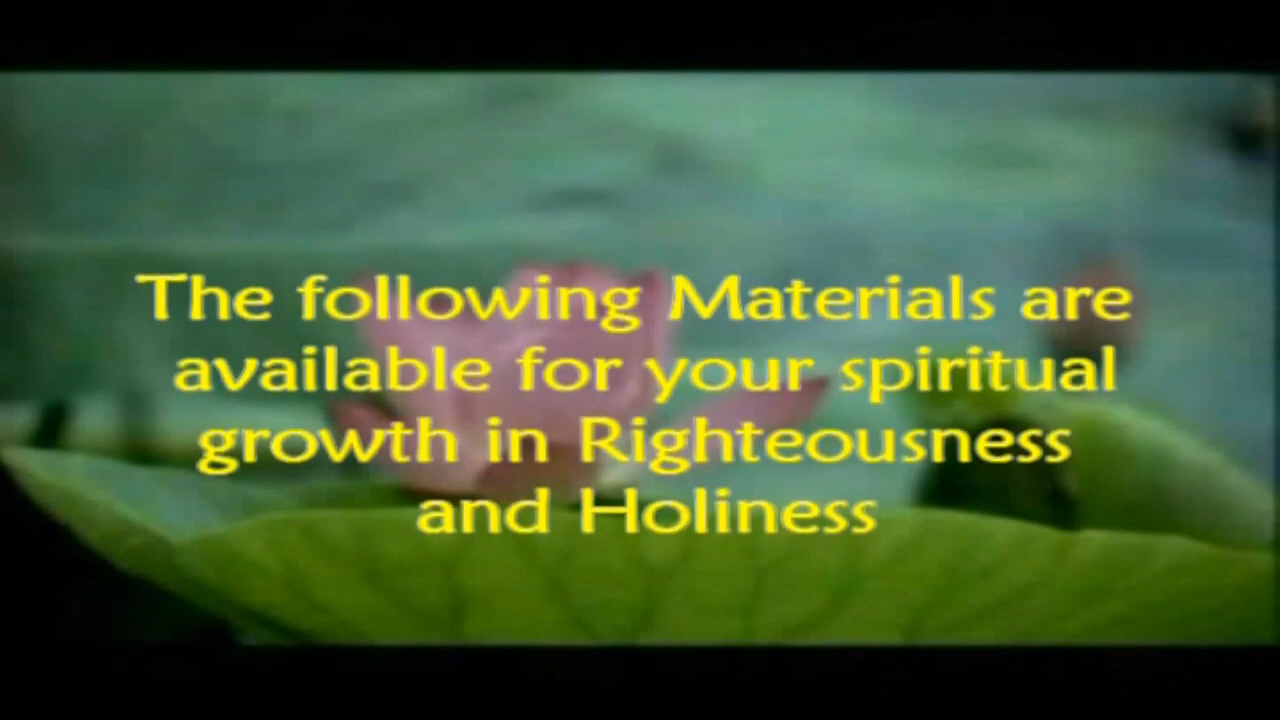 The following Materials are
available for your spiritual
growth in Righteousness
and Holiness